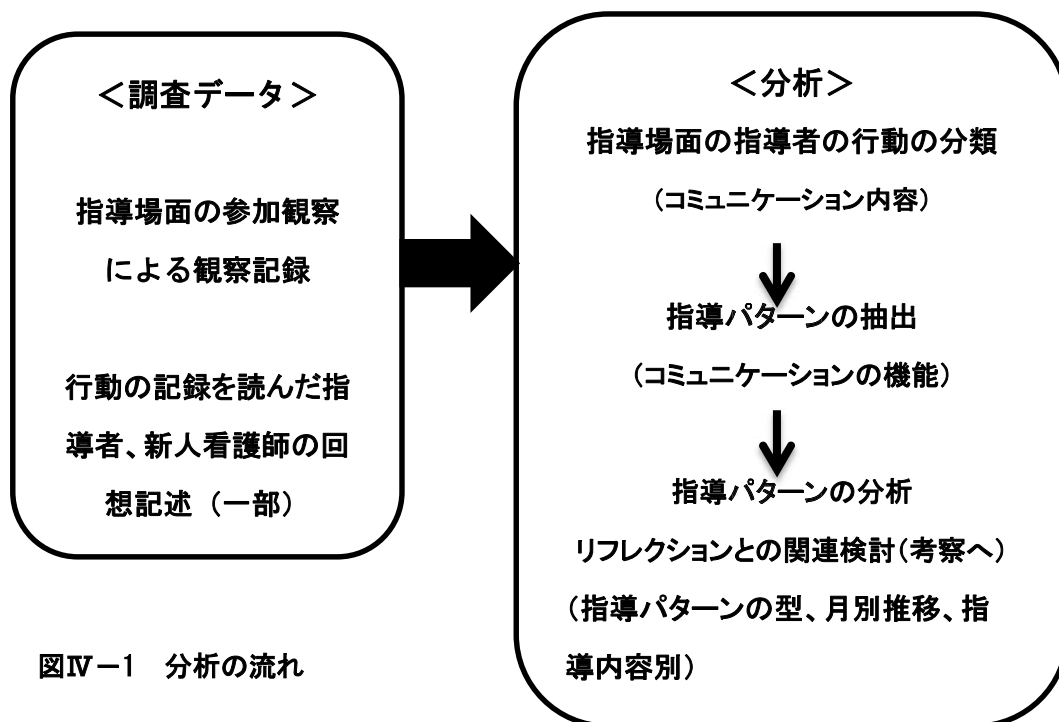 <調査データ>
指導場面の参加観察
による観察記録
行動の記録を読んだ指
導者、新人看護師の回
想記述（一部）
<分析>
指導場面の指導者の行動の分類
（コミュニケーション内容）
指導パターンの抽出
（コミュニケーションの機能）
指導パターンの分析
リフレクションとの関連検討（考察へ）
（指導パターンの型、月別推移、指
導内容別）
図Ⅳ－1　分析の流れ